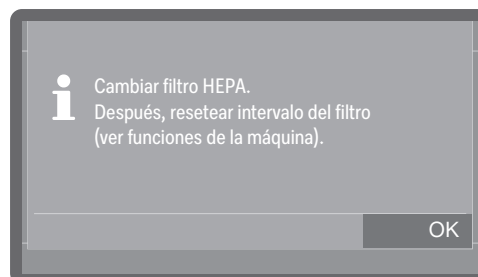 Cambiar filtro HEPA.
Después, resetear intervalo del filtro
(ver funciones de la máquina).
OK